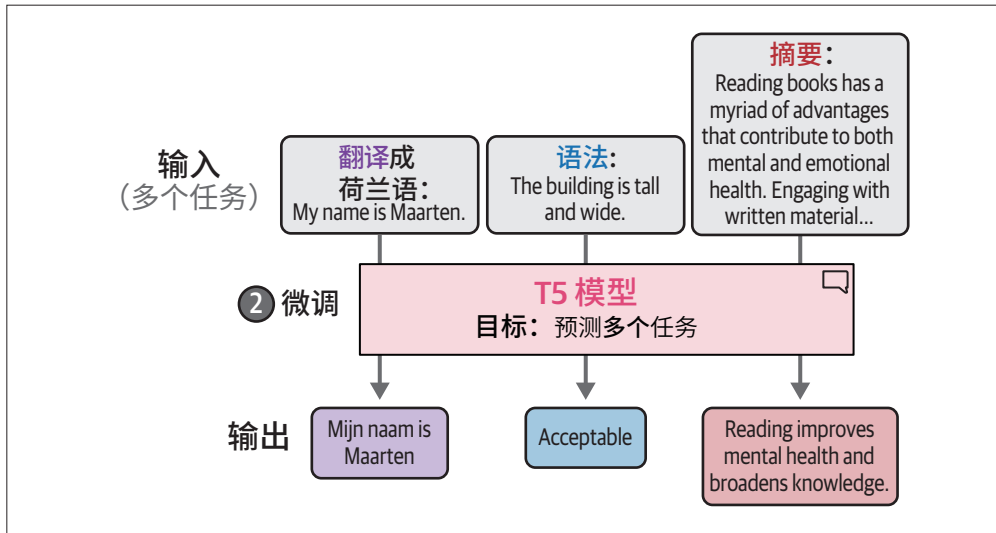 输入
（多个任务）
翻译成
荷兰语：
My name is Maarten.
语法:
The building is tall
and wide.
摘要：
Reading books has a
myriad of advantages
that contribute to both
mental and emotional
health. Engaging with
written material...
2 微调
T5 模型
目标：预测多个任务
输出
Mijn naam is
Maarten
Acceptable
Reading improves
mental health and
broadens knowledge.